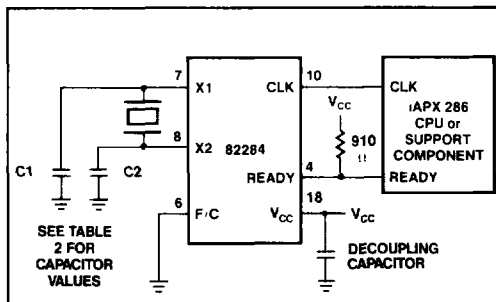 7
X1
CLK
10
CLK
iAPX 286
CPU or
SUPPORT
COMPONENT
VCC
910
Ω
8
X2
82284
C1
C2
4
READY
READY
18
6
F/C
VCC
VCC
SEE TABLE
2 FOR
CAPACITOR
VALUES
DECOUPLING
CAPACITOR